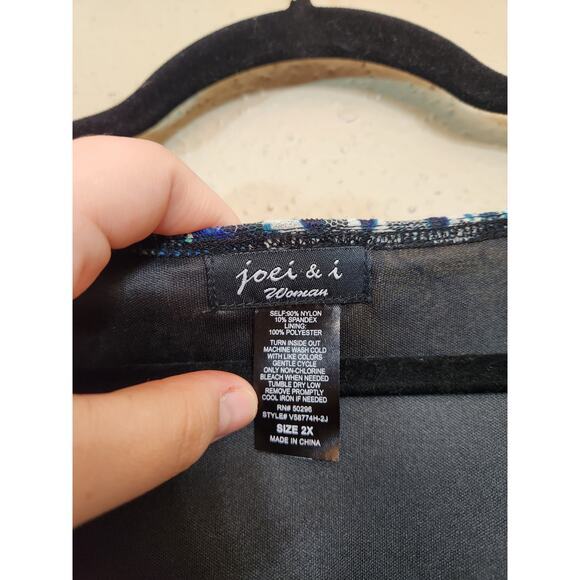 joei & i
Woman
SELF:90% NYLON
10% SPANDEX
LINING:
100% POLYESTER
TURN INSIDE OUT
MACHINE WASH COLD
WITH LIKE COLORS
GENTLE CYCLE
ONLY NON-CHLORINE
BLEACH WHEN NEEDED
TUMBLE DRY LOW
REMOVE PROMPTLY
COOL IRON IF NEEDED
RN# 50296
STYLE# V58774H-2J
SIZE 2X
MADE IN CHINA